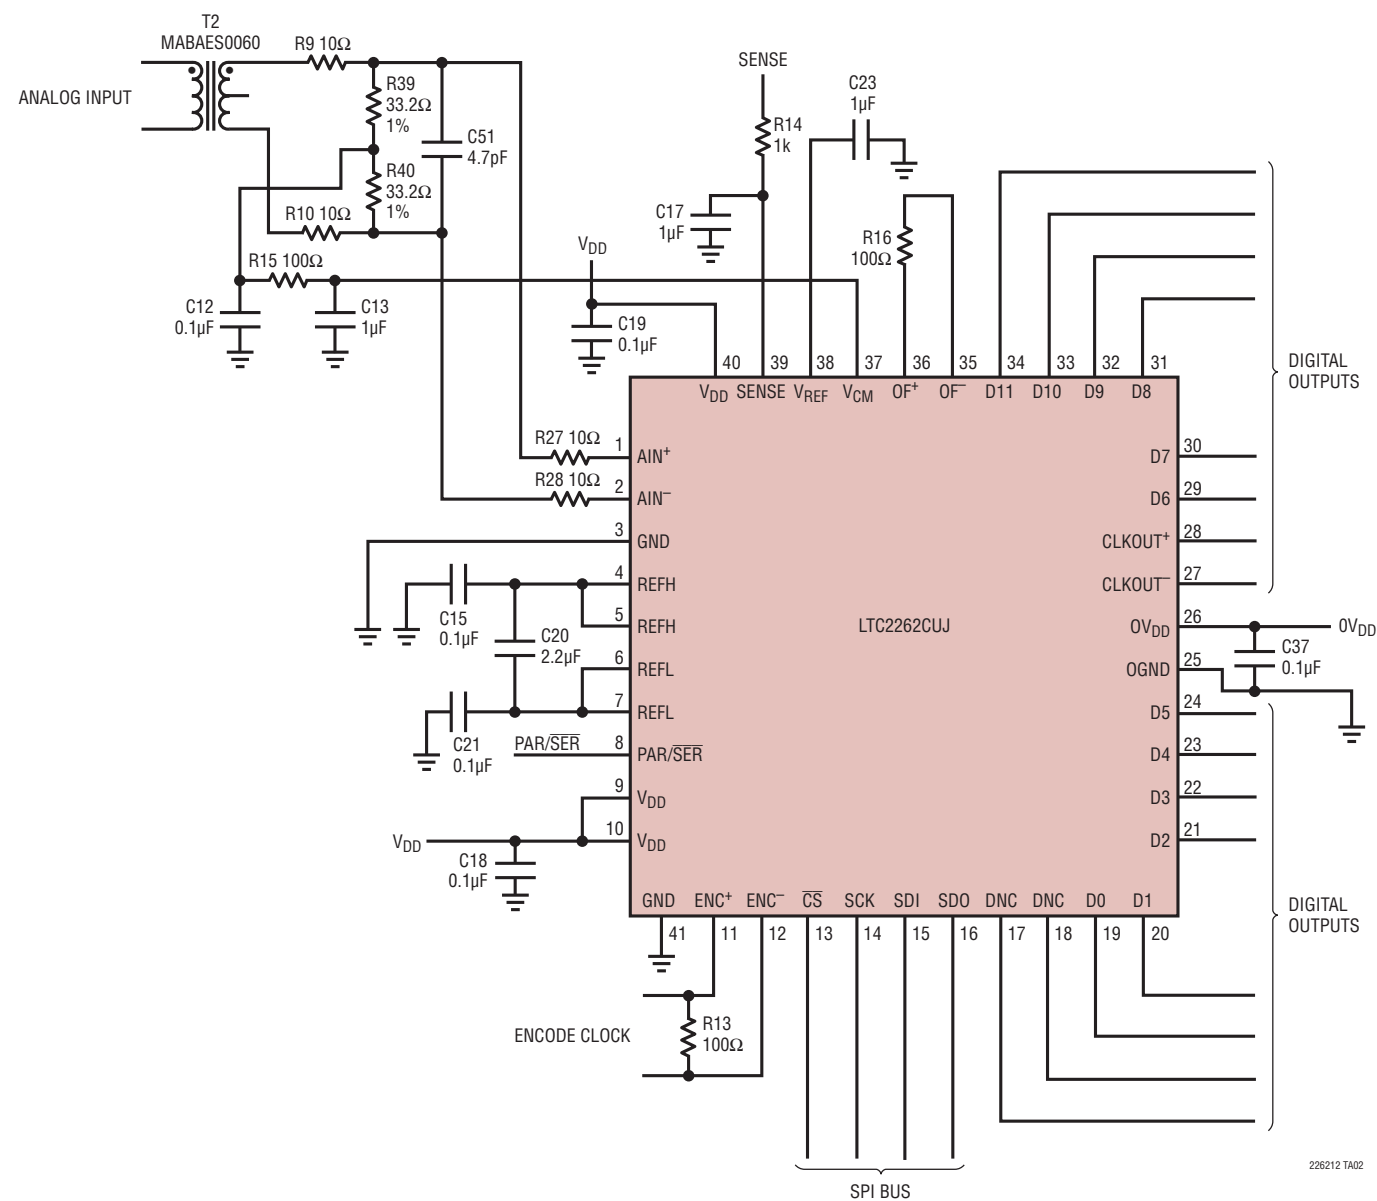 T2
MABAES0060
ANALOG INPUT
R9 10Ω
R39
33.2Ω
1%
C51
4.7pF
R40
33.2Ω
1%
R10 10Ω
R15 100Ω
C12
0.1µF
C13
1µF
SENSE
R14
1k
C23
1µF
C17
1µF
R16
100Ω
VDD
C19
0.1µF
40 39 38 37 36 35 34 33 32 31
VDD SENSE VREF VCM OF+ OF– D11 D10 D9 D8
DIGITAL
OUTPUTS
R27 10Ω
1
AIN+
R28 10Ω
2
AIN–
3
GND
4
REFH
5
REFH
6
REFL
7
REFL
C15
0.1µF
C20
2.2µF
C21
0.1µF
PAR/S̅E̅R̅
8
PAR/S̅E̅R̅
9
VDD
10
VDD
VDD
C18
0.1µF
LTC2262CUJ
D7
30
D6
29
CLKOUT+
28
CLKOUT–
27
OVDD
26
0VDD
OGND
25
C37
0.1µF
D5
24
D4
23
D3
22
D2
21
GND ENC+ ENC– C̅S̅ SCK SDI SDO DNC DNC D0 D1
41 11 12 13 14 15 16 17 18 19 20
DIGITAL
OUTPUTS
ENCODE CLOCK
R13
100Ω
SPI BUS
226212 TA02